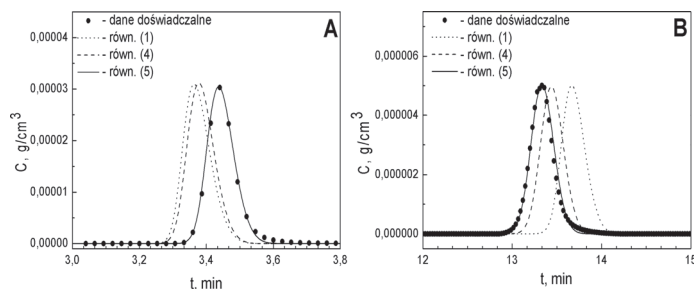 A
• - dane doświadczalne
- równ. (1)
- równ. (4)
- równ. (5)
0,00004
0,00003
0,00002
0,00001
0,00000
C, g/cm³
3,0 3,2 3,4 3,6 3,8
t, min
B
• - dane doświadczalne
- równ. (1)
- równ. (4)
- równ. (5)
0,000006
0,000004
0,000002
0,000000
C, g/cm³
12 13 14 15
t, min